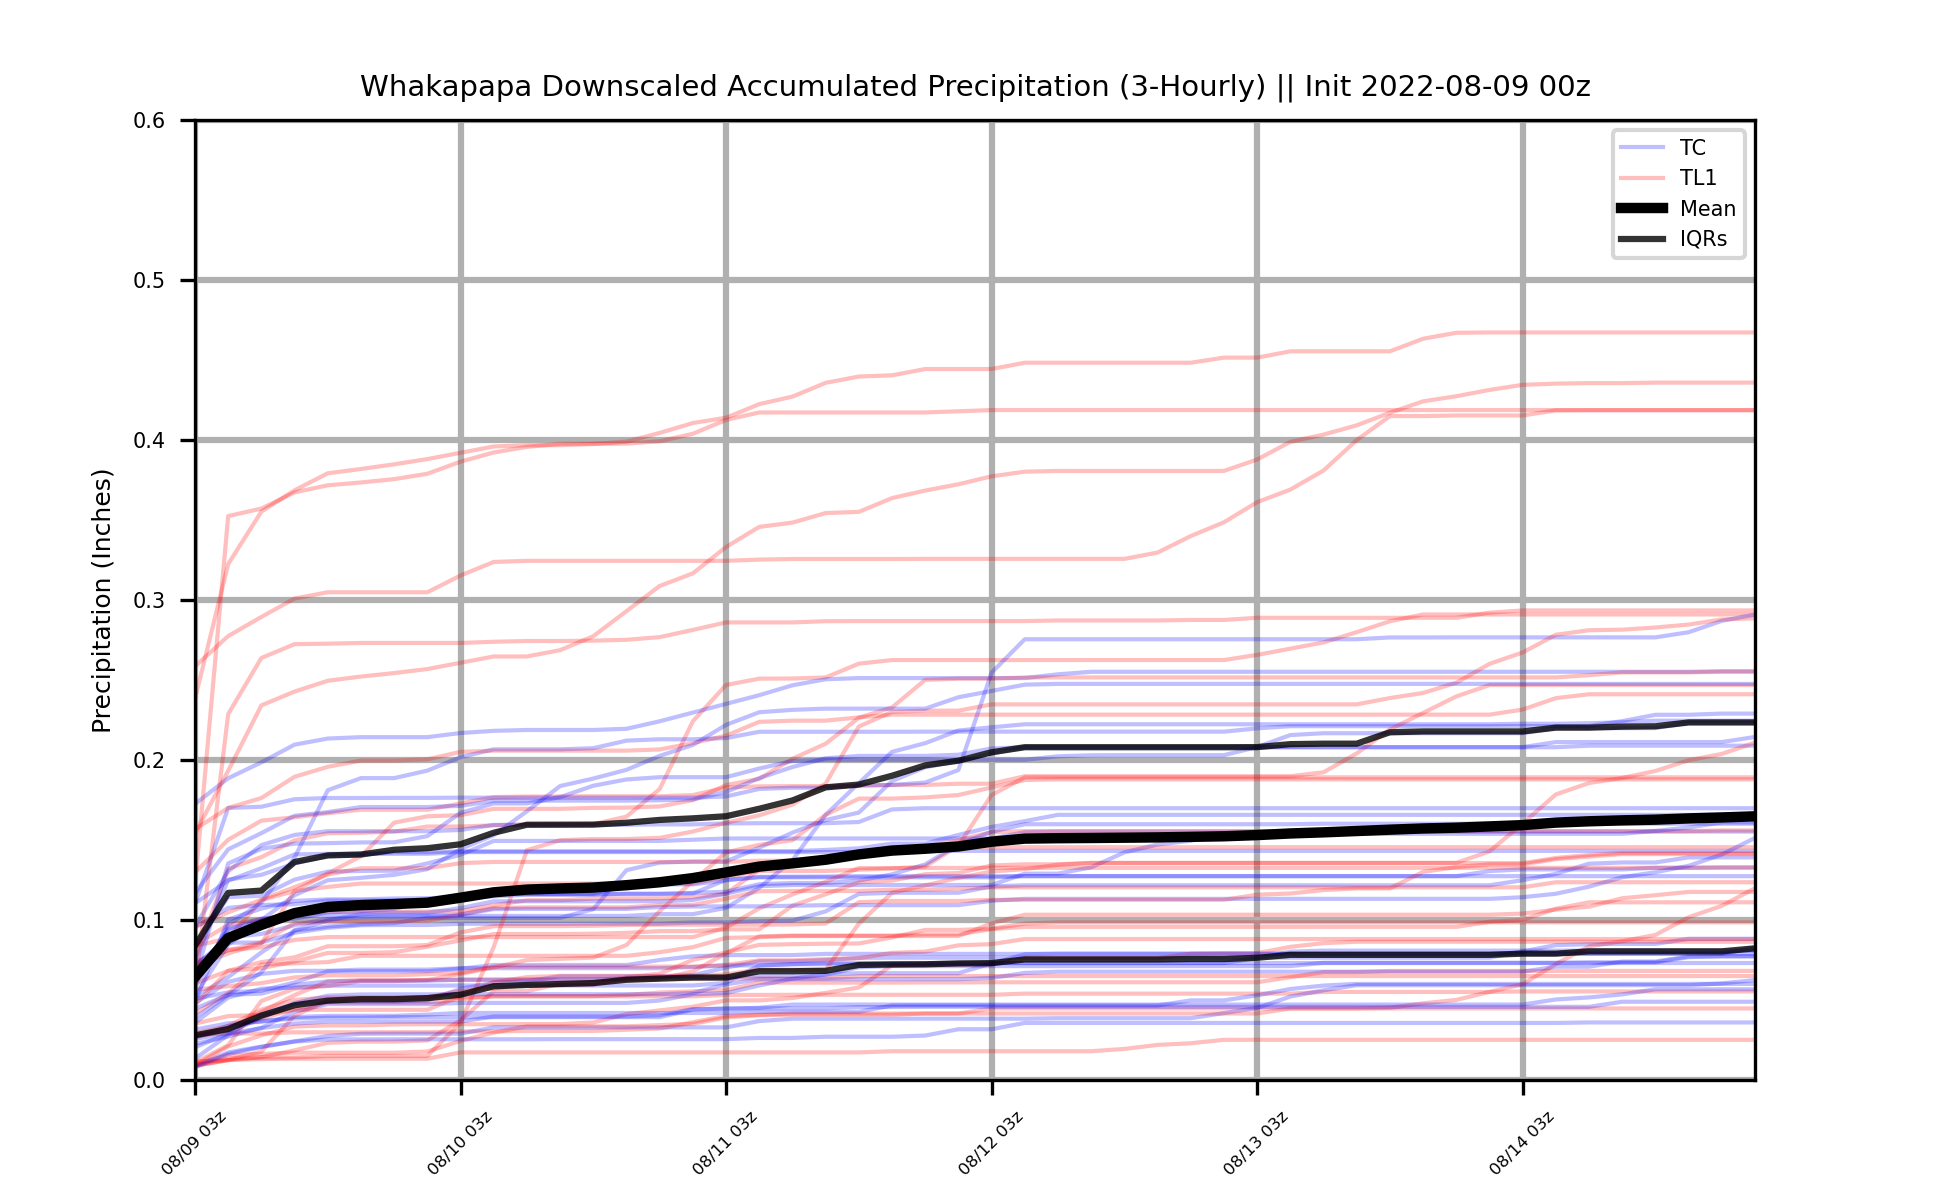 Whakapapa Downscaled Accumulated Precipitation (3-Hourly) || Init 2022-08-09 00z
TC
TL1
Mean
IQRs
Precipitation (Inches)
0.6
0.5
0.4
0.3
0.2
0.1
0.0
08/09 03z
08/10 03z
08/11 03z
08/12 03z
08/13 03z
08/14 03z